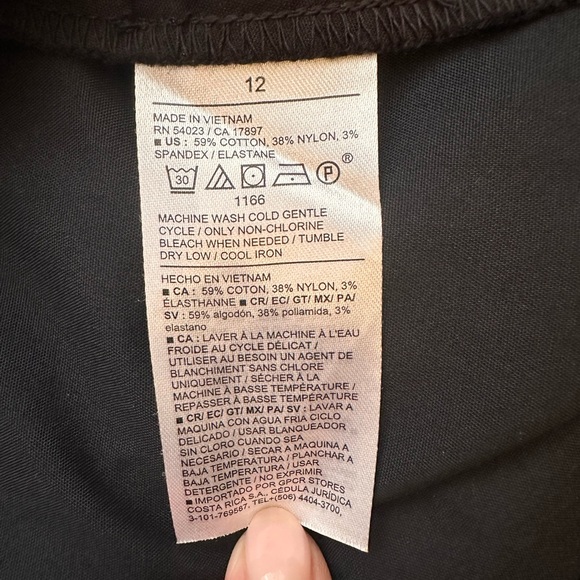 12
MADE IN VIETNAM
RN 54023 / CA 17897
■ US : 59% COTTON, 38% NYLON, 3%
SPANDEX / ELASTANE
30 P ®
1166
MACHINE WASH COLD GENTLE
CYCLE / ONLY NON-CHLORINE
BLEACH WHEN NEEDED / TUMBLE
DRY LOW / COOL IRON
HECHO EN VIETNAM
■ CA : 59% COTON, 38% NYLON, 3%
ÉLASTHANNE ■ CR/ EC/ GT/ MX/ PA/
SV : 59% algodón, 38% poliamida, 3%
elastano
■ CA : LAVER À LA MACHINE À L'EAU
FROIDE AU CYCLE DÉLICAT /
UTILISER AU BESOIN UN AGENT DE
BLANCHIMENT SANS CHLORE
UNIQUEMENT / SÉCHER À LA
MACHINE À BASSE TEMPÉRATURE /
REPASSER À BASSE TEMPÉRATURE
■ CR/ EC/ GT/ MX/ PA/ SV : LAVAR A
MAQUINA CON AGUA FRIA CICLO
DELICADO / USAR BLANQUEADOR
SIN CLORO CUANDO SEA
NECESÁRIO / SECAR A MAQUINA A
BAJA TEMPERATURA / PLANCHAR A
BAJA TEMPERATURA / USAR
DETERGENTE / NO EXPRIMIR
■ IMPORTADO POR GPCR STORES
COSTA RICA S.A., CÉDULA JURÍDICA
3-101-769587, TEL+(506) 4404-3700,